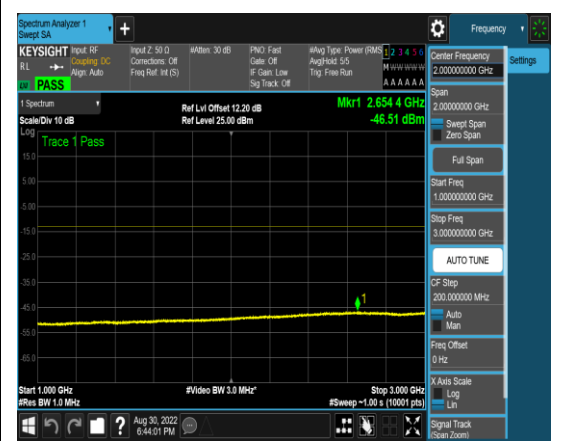 Spectrum Analyzer 1
Swept SA
+
Frequency
KEYSIGHT
Input: RF
Coupling: DC
Align: Auto
Input Z: 50 Ω
Corrections: Off
Freq Ref: Int (S)
#Atten: 30 dB
PNO: Fast
Gate: Off
IF Gain: Low
Sig Track: Off
#Avg Type: Power (RMS
Avg|Hold: 5/5
Trig: Free Run
1 2 3 4 5 6
M W W W W W
A A A A A A
RL
LXI PASS
1 Spectrum
Scale/Div 10 dB
Ref Lvl Offset 12.20 dB
Ref Level 25.00 dBm
Mkr1 2.654 4 GHz
-46.51 dBm
Log
Trace 1 Pass
15.0
5.00
-5.00
-15.0
-25.0
-35.0
-45.0
-55.0
-65.0
1
Start 1.000 GHz
#Res BW 1.0 MHz
#Video BW 3.0 MHz*
Stop 3.000 GHz
#Sweep ~1.00 s (10001 pts)
?
Aug 30, 2022
6:44:01 PM
Center Frequency
2.000000000 GHz
Settings
Span
2.00000000 GHz
Swept Span
Zero Span
Full Span
Start Freq
1.000000000 GHz
Stop Freq
3.000000000 GHz
AUTO TUNE
CF Step
200.000000 MHz
Auto
Man
Freq Offset
0 Hz
X Axis Scale
Log
Lin
Signal Track
(Span Zoom)